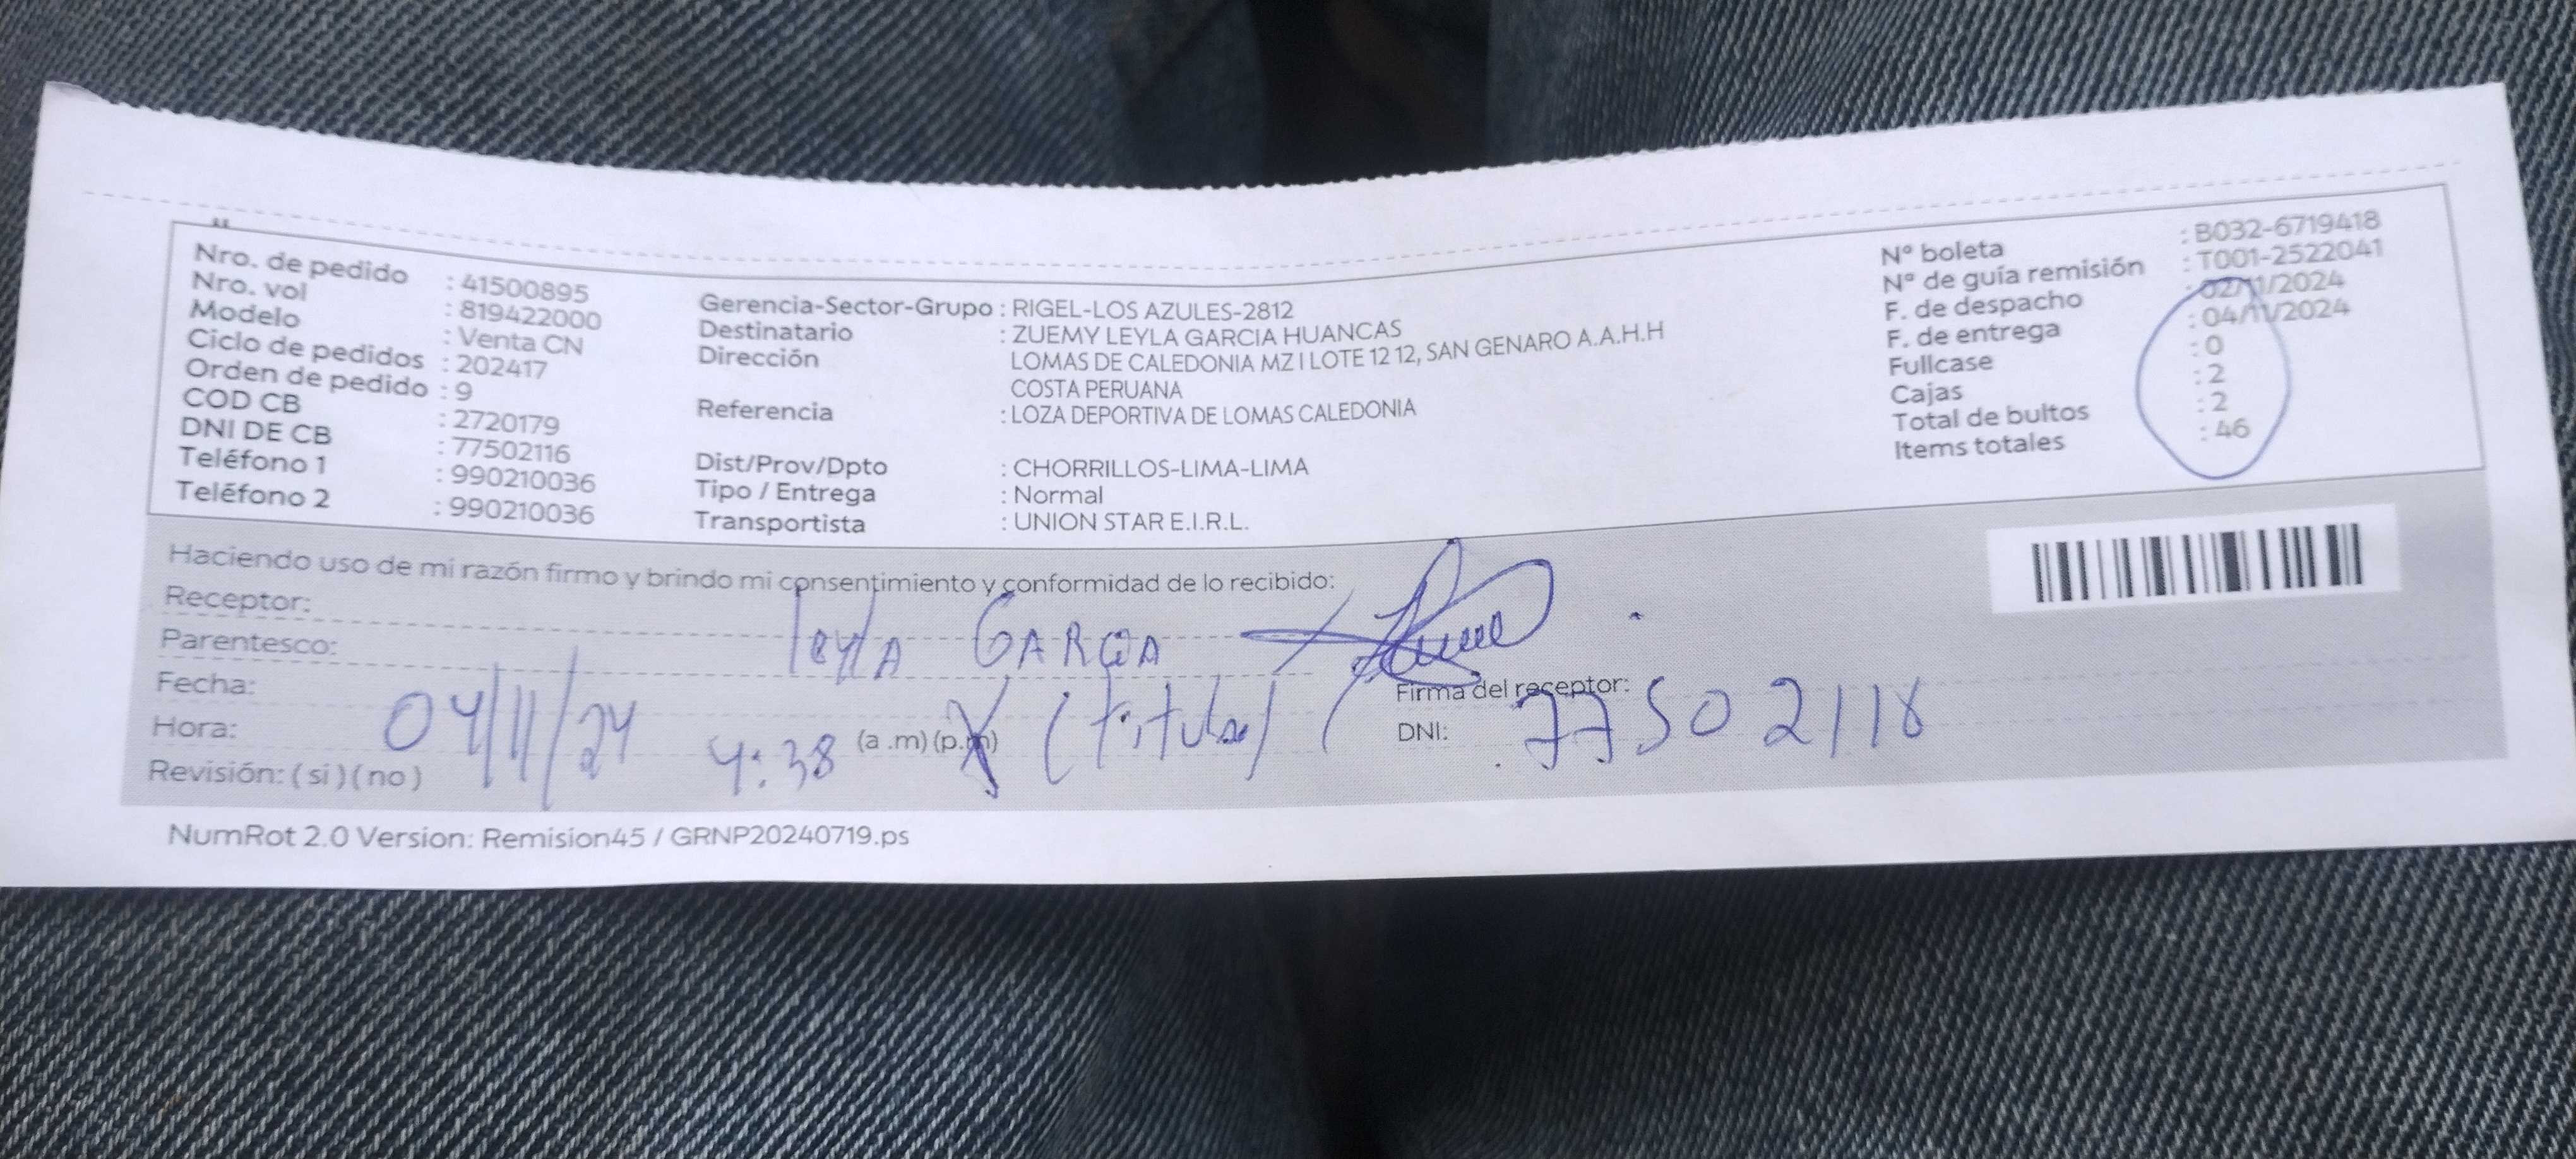 Nro. de pedido : 41500895
Nro. vol : 819422000
Modelo : Venta CN
Ciclo de pedidos : 202417
Orden de pedido : 9
COD CB : 2720179
DNI DE CB : 77502116
Teléfono 1 : 990210036
Teléfono 2 : 990210036
Gerencia-Sector-Grupo : RIGEL-LOS AZULES-2812
Destinatario : ZUEMY LEYLA GARCIA HUANCAS
Dirección : LOMAS DE CALEDONIA MZ I LOTE 12 12, SAN GENARO A.A.H.H
COSTA PERUANA
Referencia : LOZA DEPORTIVA DE LOMAS CALEDONIA
Dist/Prov/Dpto : CHORRILLOS-LIMA-LIMA
Tipo / Entrega : Normal
Transportista : UNION STAR E.I.R.L.
N° boleta : B032-6719418
N° de guía remisión : T001-2522041
F. de despacho : 02/11/2024
F. de entrega : 04/11/2024
Fullcase : 0
Cajas : 2
Total de bultos : 2
Items totales : 46
Haciendo uso de mi razón firmo y brindo mi consentimiento y conformidad de lo recibido:
Receptor: leyla GARCIA
Parentesco:
Fecha: 04/11/24
Hora: 4:38 (a .m) (p.m) (titular)
Revisión: ( si ) ( no )
Firma del receptor:
DNI: 77502116
NumRot 2.0 Version: Remision45 / GRNP20240719.ps